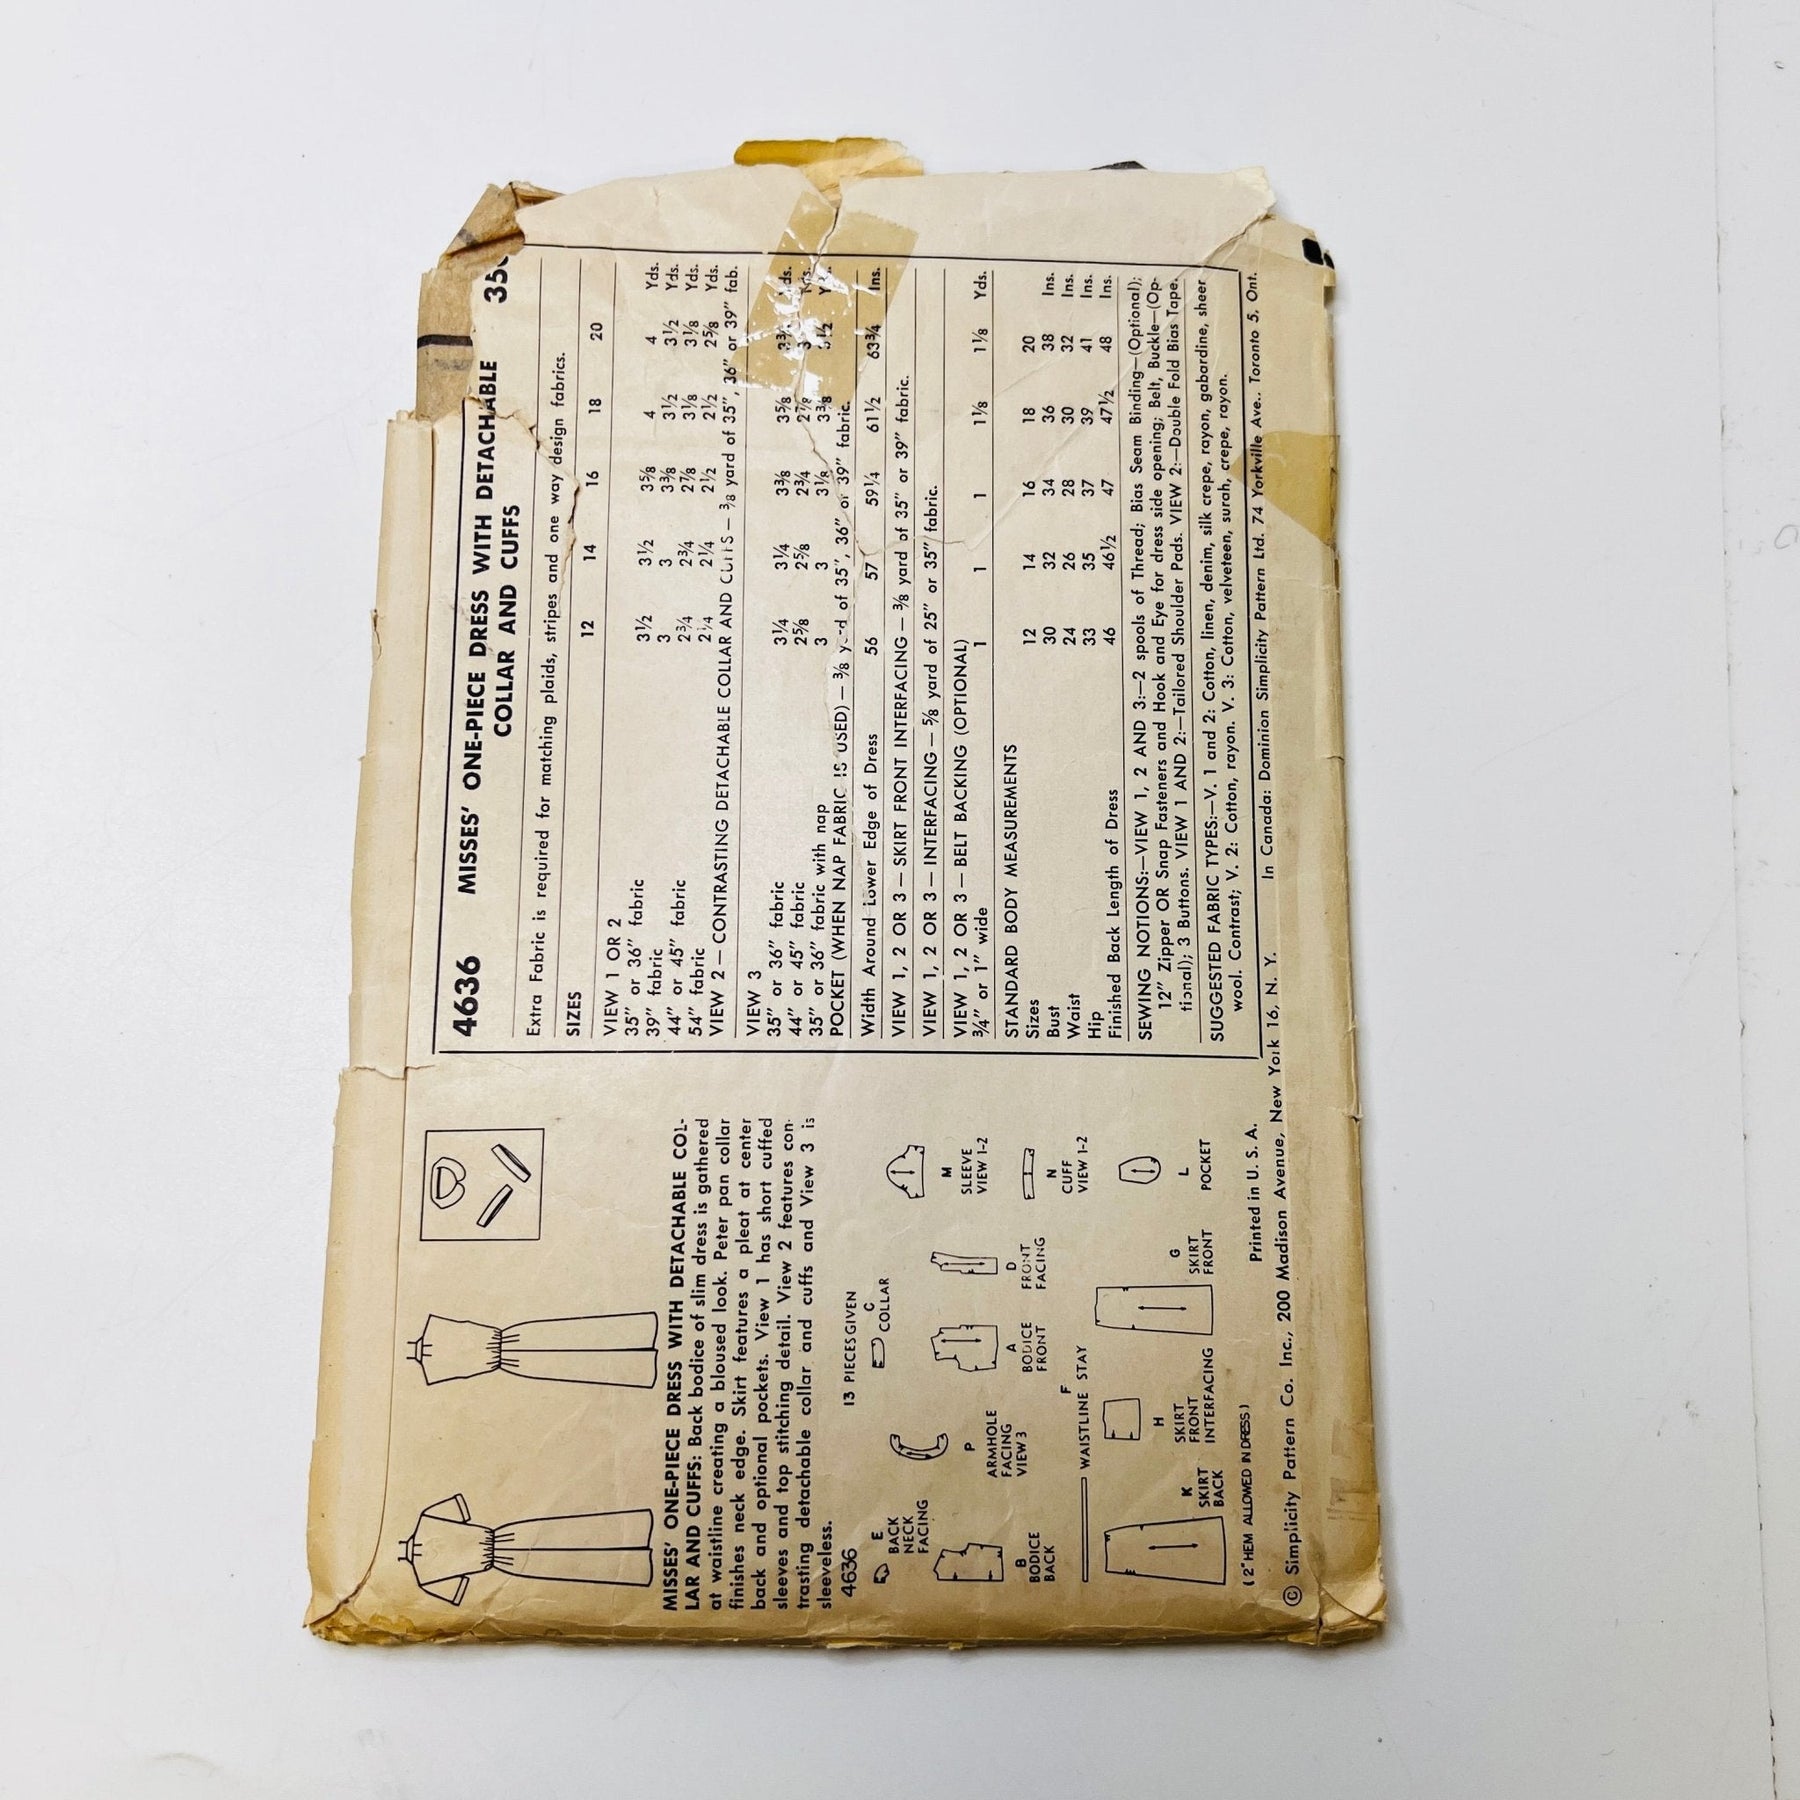 4636 MISSES' ONE-PIECE DRESS WITH DETACHABLE
COLLAR AND CUFFS
Extra Fabric is required for matching plaids, stripes and one way design fabrics.
SIZES 12 14 16 18 20
VIEW 1 OR 2
35" or 36" fabric 3½ 3½ 3⅝ 4 4 Yds.
39" fabric 3 3 3⅜ 3½ 3½ Yds.
44" or 45" fabric 2¾ 2¾ 2⅞ 3⅛ 3⅛ Yds.
54" fabric 2¼ 2¼ 2½ 2½ 2⅝ Yds.
VIEW 2 — CONTRASTING DETACHABLE COLLAR AND CUFFS — ⅜ yard of 35", 36" or 39" fab.
VIEW 3
35" or 36" fabric 3¼ 3¼ 3⅜ 3⅝ Yds.
44" or 45" fabric 2⅝ 2⅝ 2¾ 2⅞ Yds.
35" or 36" fabric with nap 3 3 3⅛ 3⅜ 3½
POCKET (WHEN NAP FABRIC IS USED) — ⅜ yard of 35", 36" or 39" fabric.
Width Around Lower Edge of Dress 56 57 59¼ 61½ 63¾ Ins.
VIEW 1, 2 OR 3 — SKIRT FRONT INTERFACING — ⅜ yard of 35" or 39" fabric.
VIEW 1, 2 OR 3 — INTERFACING — ⅝ yard of 25" or 35" fabric.
VIEW 1, 2 OR 3 — BELT BACKING (OPTIONAL)
¾" or 1" wide 1 1 1 1⅛ 1⅛ Yds.
STANDARD BODY MEASUREMENTS
Sizes 12 14 16 18 20
Bust 30 32 34 36 38 Ins.
Waist 24 26 28 30 32 Ins.
Hip 33 35 37 39 41 Ins.
Finished Back Length of Dress 46 46½ 47 47½ 48 Ins.
SEWING NOTIONS:—VIEW 1, 2 AND 3:—2 spools of Thread; Bias Seam Binding—(Optional);
12" Zipper OR Snap Fasteners and Hook and Eye for dress side opening; Belt, Buckle—(Op-
tional); 3 Buttons. VIEW 1 AND 2:—Tailored Shoulder Pads. VIEW 2:—Double Fold Bias Tape.
SUGGESTED FABRIC TYPES:—V. 1 and 2: Cotton, linen, denim, silk crepe, rayon, gabardine, sheer
wool. Contrast; V. 2: Cotton, rayon. V. 3: Cotton, velveteen, surah, crepe, rayon.
In Canada: Dominion Simplicity Pattern Ltd. 74 Yorkville Ave.. Toronto 5, Ont.
MISSES' ONE-PIECE DRESS WITH DETACHABLE COL-
LAR AND CUFFS: Back bodice of slim dress is gathered
at waistline creating a bloused look. Peter pan collar
finishes neck edge. Skirt features a pleat at center
back and optional pockets. View 1 has short cuffed
sleeves and top stitching detail. View 2 features con-
trasting detachable collar and cuffs and View 3 is
sleeveless.
4636
13 PIECES GIVEN
E
BACK
NECK
FACING
C
COLLAR
P
ARMHOLE
FACING
VIEW 3
M
SLEEVE
VIEW 1-2
B
BODICE
BACK
A
BODICE
FRONT
D
FRONT
FACING
N
CUFF
VIEW 1-2
F
WAISTLINE STAY
K
SKIRT
BACK
H
SKIRT
FRONT
INTERFACING
G
SKIRT
FRONT
L
POCKET
(2" HEM ALLOWED IN DRESS)
Printed in U. S. A.
© Simplicity Pattern Co. Inc., 200 Madison Avenue, New York 16, N. Y.